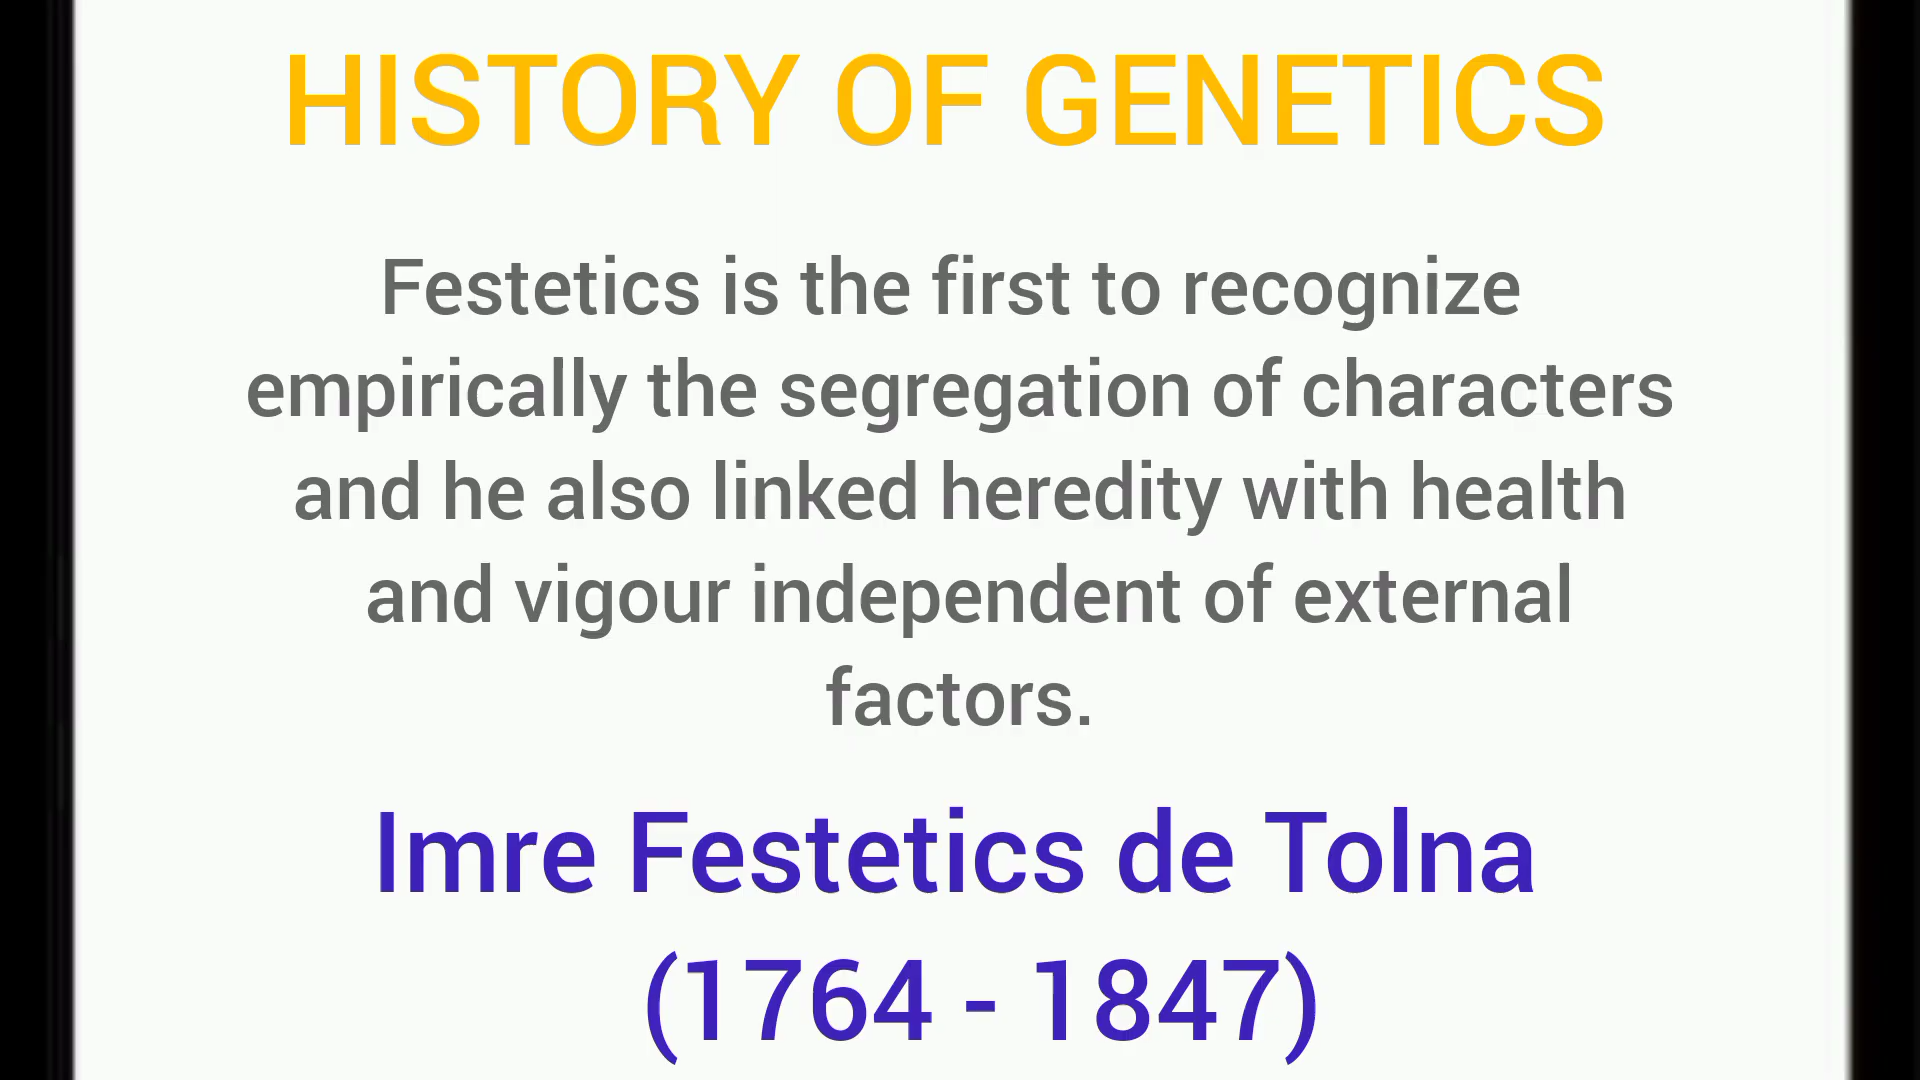 HISTORY OF GENETICS
Festetics is the first to recognize
empirically the segregation of characters
and he also linked heredity with health
and vigour independent of external
factors.
Imre Festetics de Tolna
(1764 - 1847)